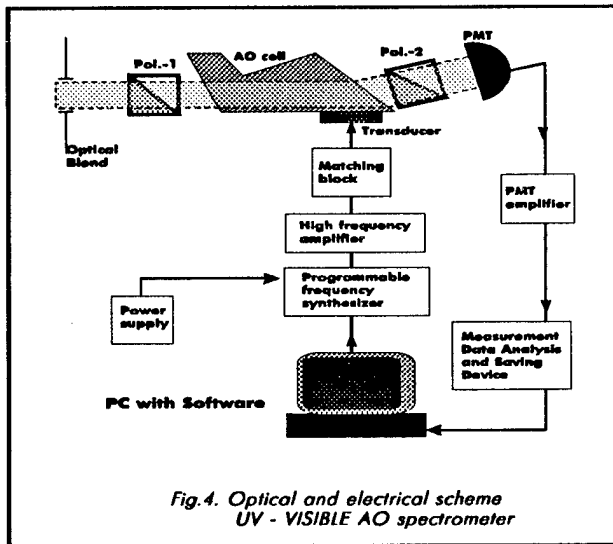 PMT
Pol.-1
AO cell
Pol.-2
Optical
Blend
Transducer
Matching
block
PMT
amplifier
High frequency
amplifier
Programmable
frequency
synthesizer
Power
supply
Measurement
Data Analysis
and Saving
Device
PC with Software
Fig.4. Optical and electrical scheme
UV - VISIBLE AO spectrometer